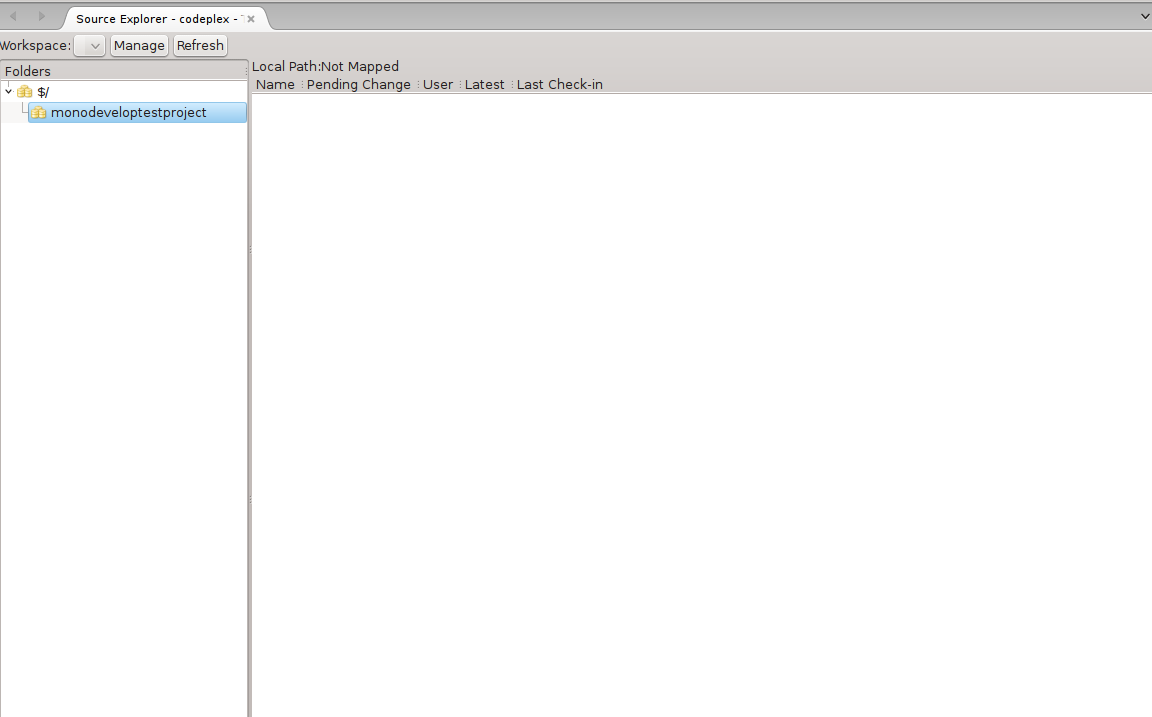 Source Explorer - codeplex -
Workspace: Manage Refresh
Folders
$/
monodeveloptestproject
Local Path:Not Mapped
Name Pending Change User Latest Last Check-in